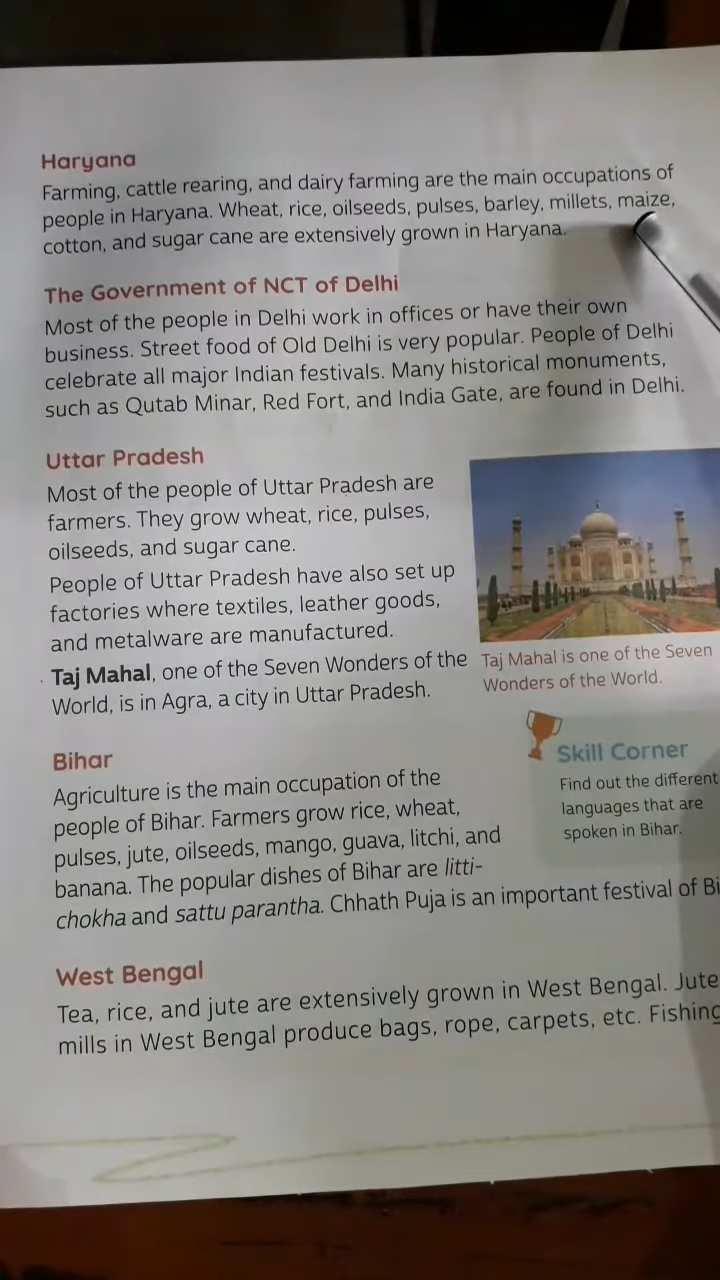 Haryana
Farming, cattle rearing, and dairy farming are the main occupations of
people in Haryana. Wheat, rice, oilseeds, pulses, barley, millets, maize,
cotton, and sugar cane are extensively grown in Haryana.
The Government of NCT of Delhi
Most of the people in Delhi work in offices or have their own
business. Street food of Old Delhi is very popular. People of Delhi
celebrate all major Indian festivals. Many historical monuments,
such as Qutab Minar, Red Fort, and India Gate, are found in Delhi.
Uttar Pradesh
Most of the people of Uttar Pradesh are
farmers. They grow wheat, rice, pulses,
oilseeds, and sugar cane.
People of Uttar Pradesh have also set up
factories where textiles, leather goods,
and metalware are manufactured.
Taj Mahal, one of the Seven Wonders of the
World, is in Agra, a city in Uttar Pradesh.
Taj Mahal is one of the Seven
Wonders of the World.
Bihar
Agriculture is the main occupation of the
people of Bihar. Farmers grow rice, wheat,
pulses, jute, oilseeds, mango, guava, litchi, and
banana. The popular dishes of Bihar are litti-
chokha and sattu parantha. Chhath Puja is an important festival of Bi
Skill Corner
Find out the different
languages that are
spoken in Bihar.
West Bengal
Tea, rice, and jute are extensively grown in West Bengal. Jute
mills in West Bengal produce bags, rope, carpets, etc. Fishing